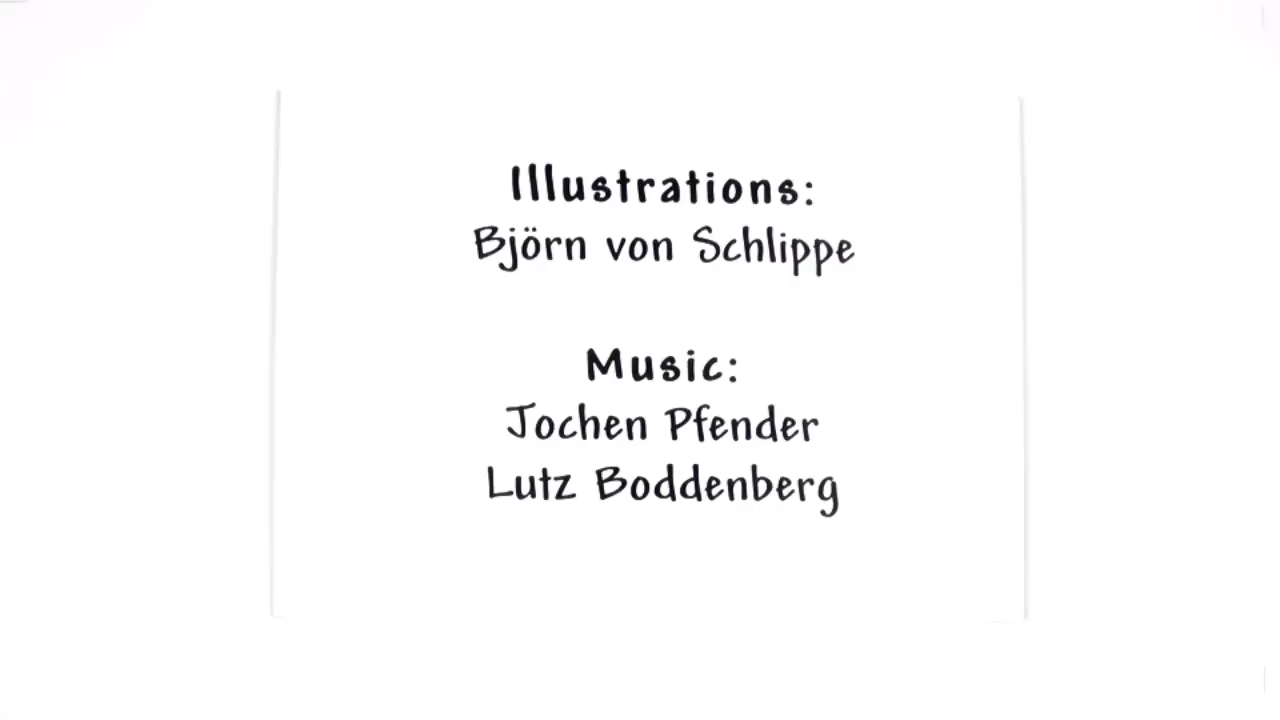 Illustrations:
Björn von Schlippe
Music:
Jochen Pfender
Lutz Boddenberg